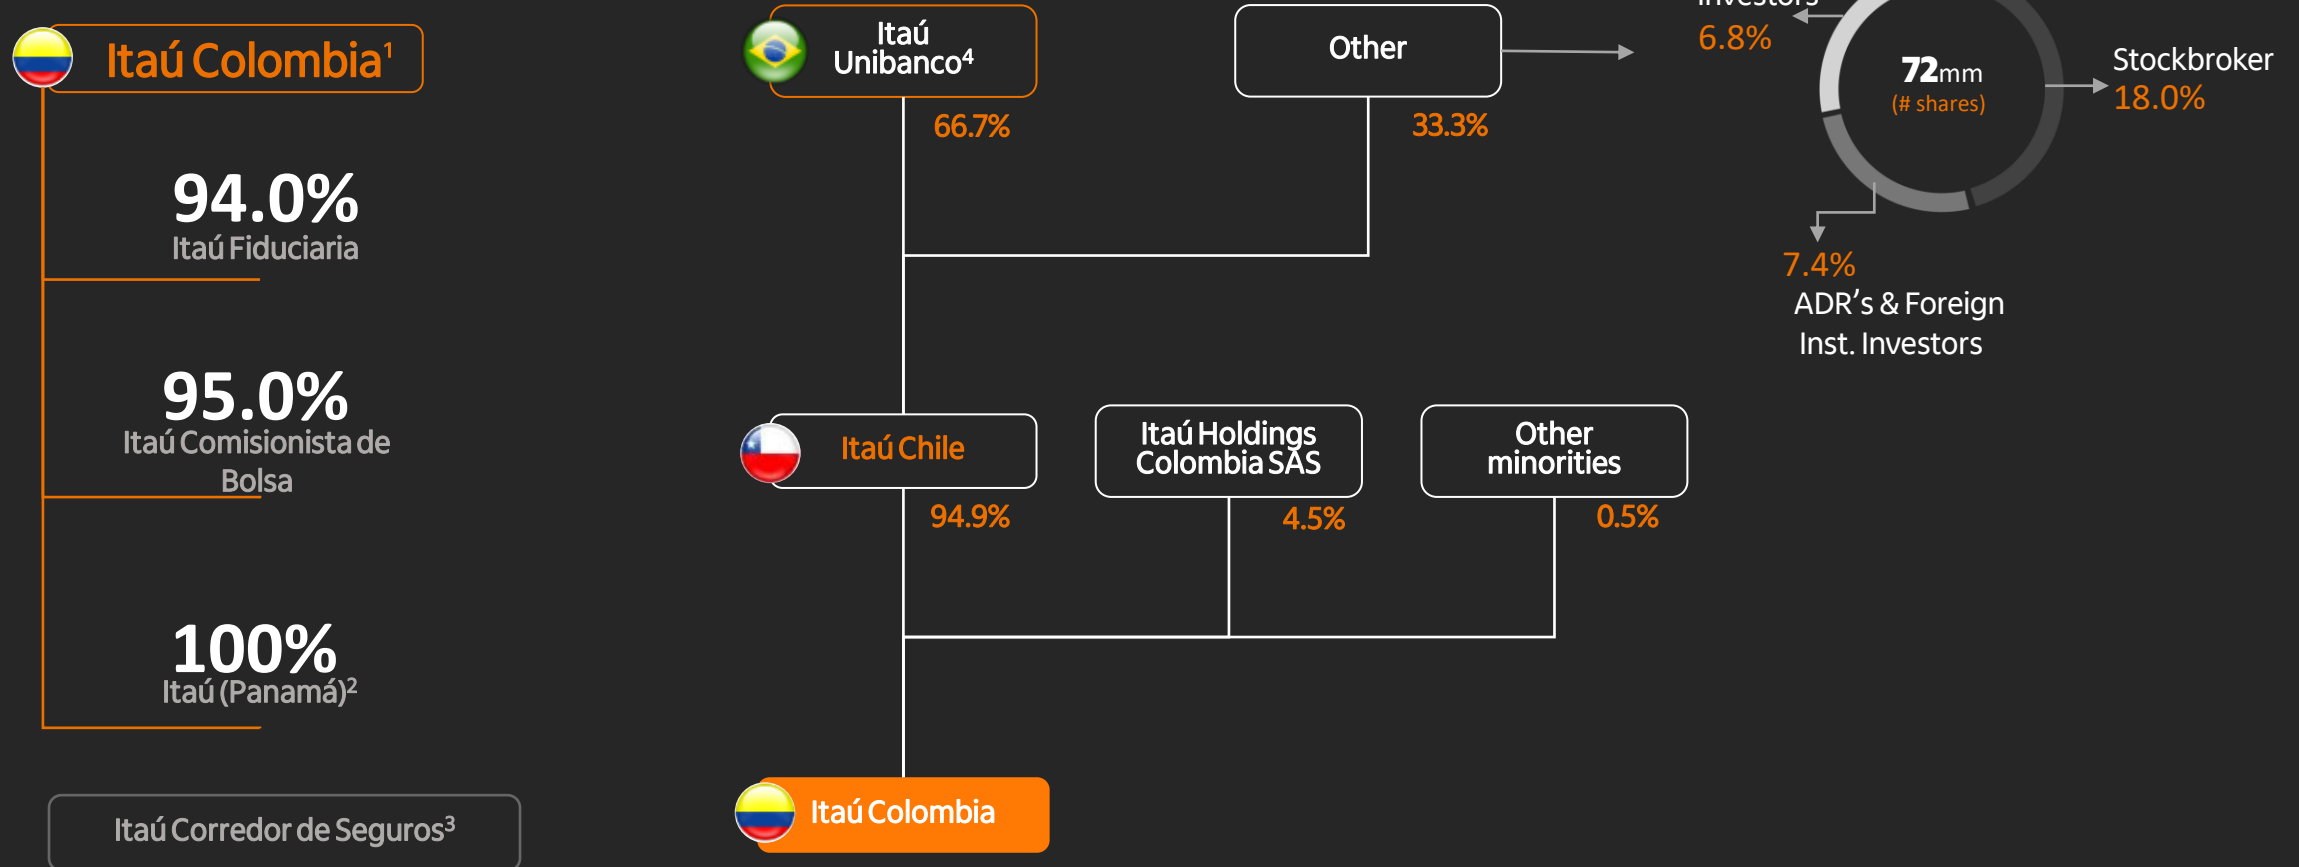 Itaú Colombia¹
94.0%
Itaú Fiduciaria
95.0%
Itaú Comisionista de
Bolsa
100%
Itaú (Panamá)²
Itaú Corredor de Seguros³
Itaú
Unibanco⁴
66.7%
Other
33.3%
Itaú Chile
94.9%
Itaú Holdings
Colombia SAS
4.5%
Other
minorities
0.5%
Itaú Colombia
Investors
6.8%
72mm
(# shares)
Stockbroker
18.0%
7.4%
ADR's & Foreign
Inst. Investors